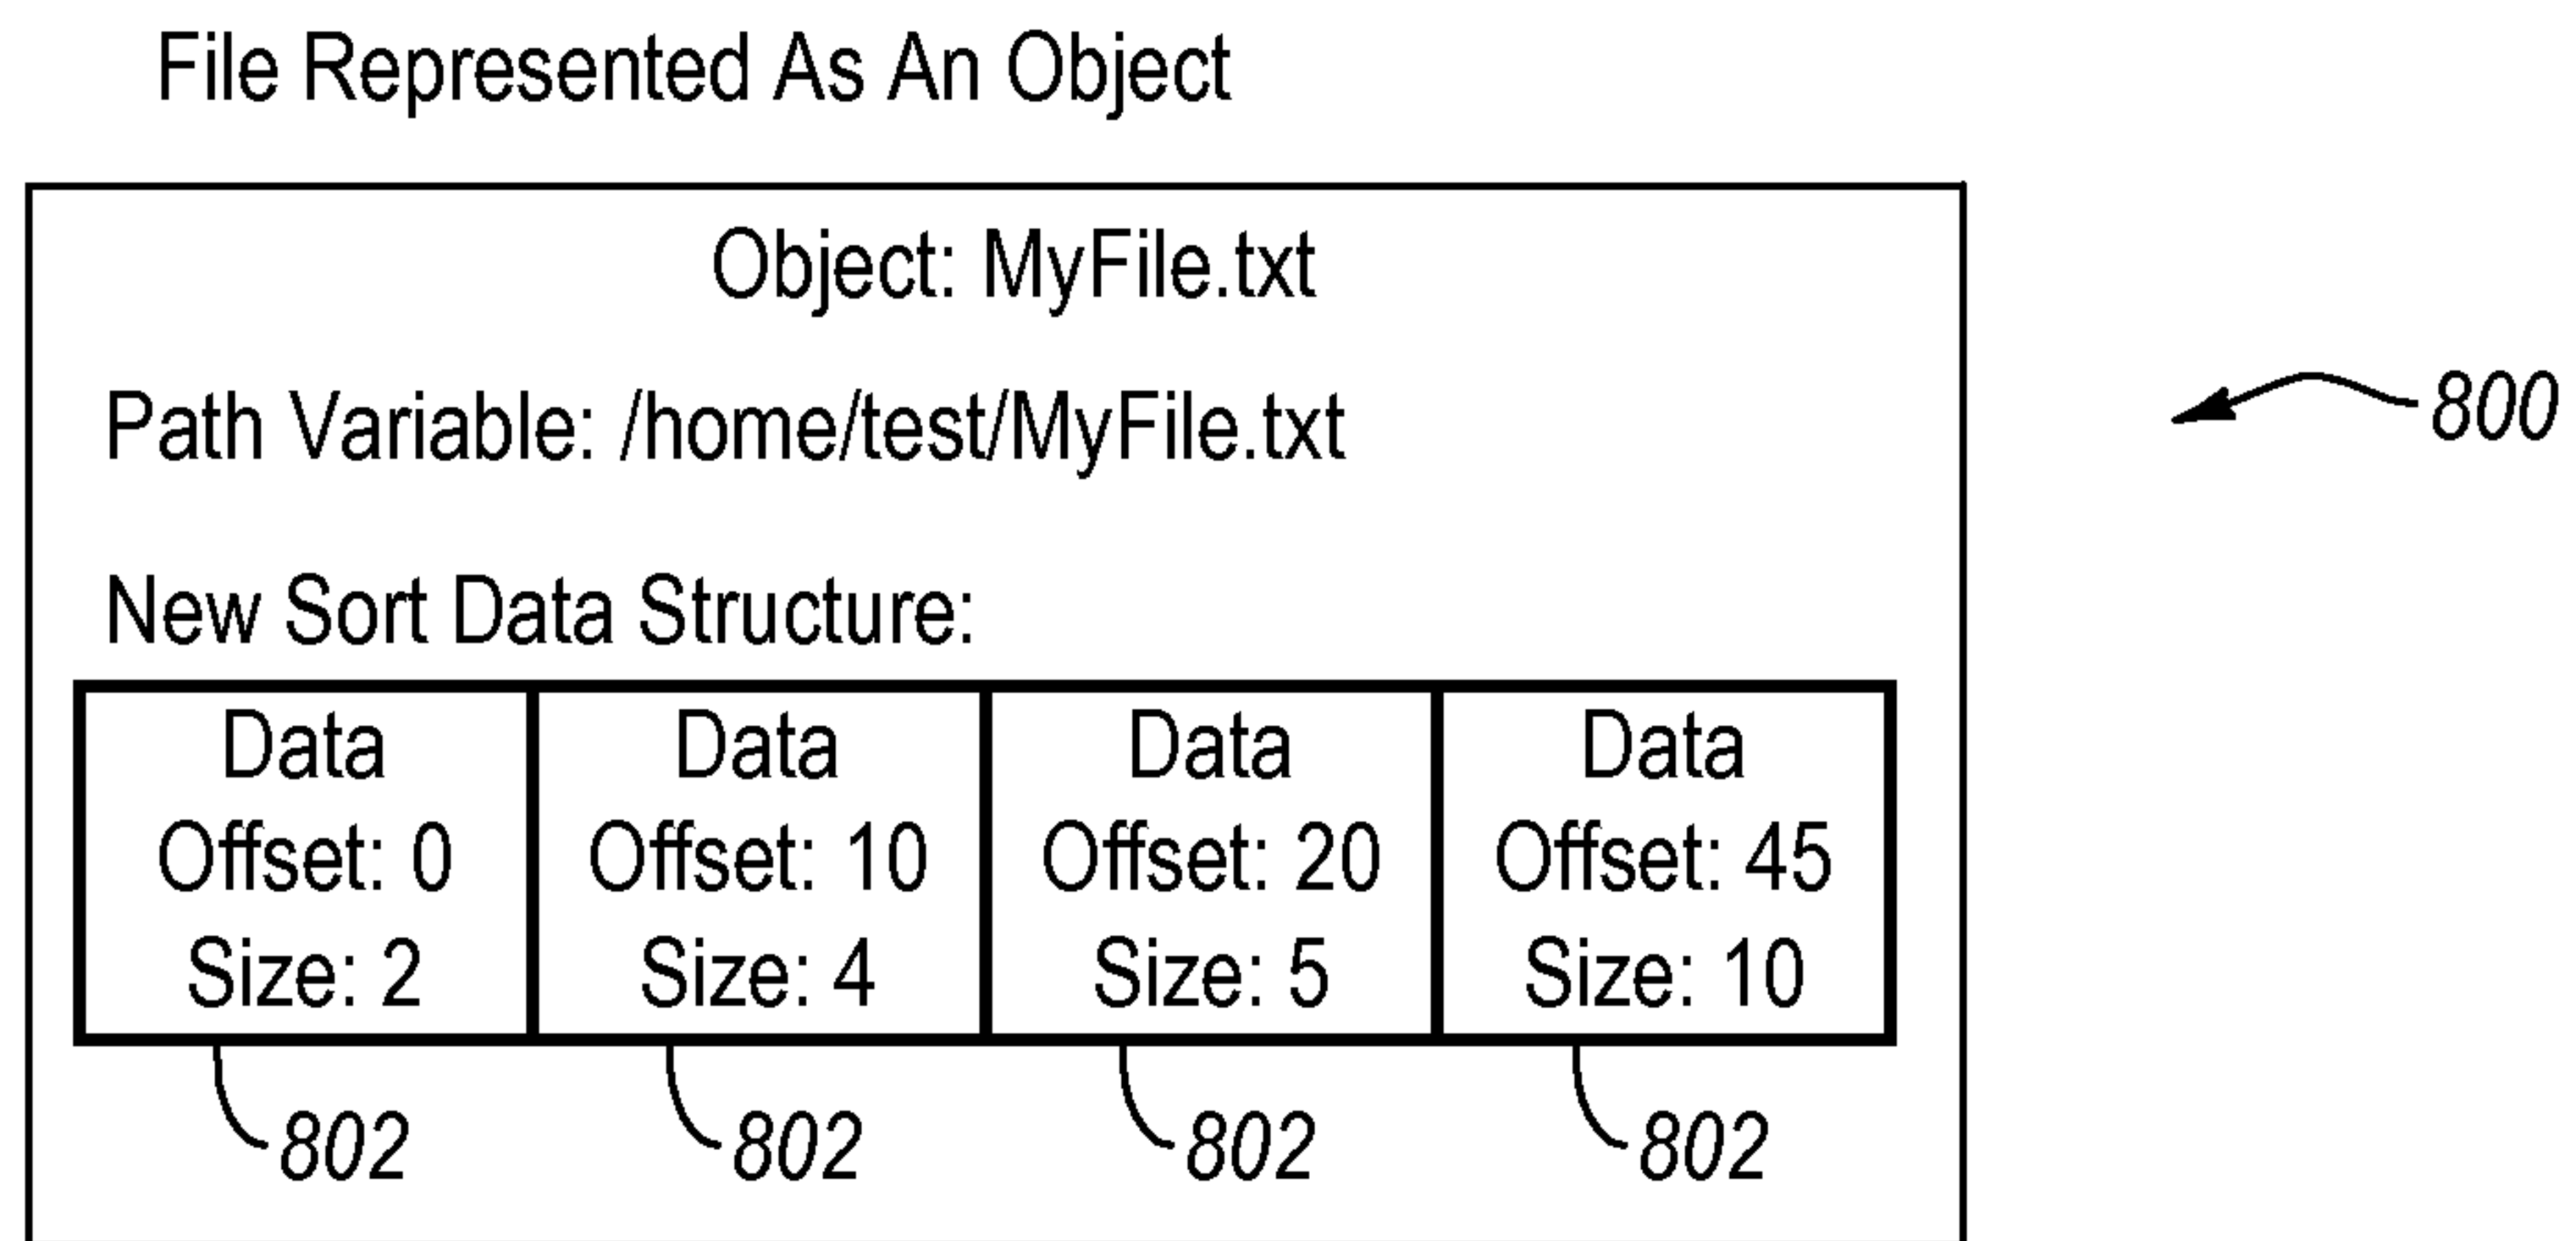 File Represented As An Object
Object: MyFile.txt
Path Variable: /home/test/MyFile.txt
800
New Sort Data Structure:
Data Data Data Data
Offset: 0 Offset: 10 Offset: 20 Offset: 45
Size: 2 Size: 4 Size: 5 Size: 10
802 802 802 802